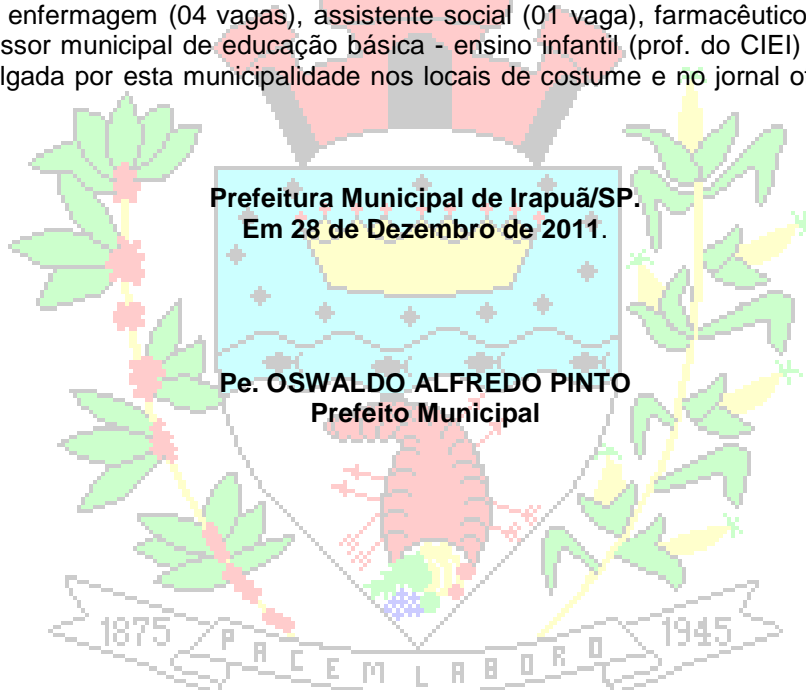 enfermagem (04 vagas), assistente social (01 vaga), farmacêutico
ssor municipal de educação básica - ensino infantil (prof. do CIEI)
lgada por esta municipalidade nos locais de costume e no jornal of
Prefeitura Municipal de Irapuã/SP.
Em 28 de Dezembro de 2011.
Pe. OSWALDO ALFREDO PINTO
Prefeito Municipal
1875 PACEM LABORO 1945